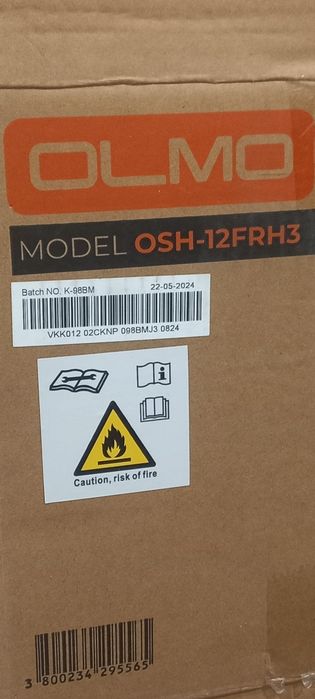 OLMO
MODEL OSH-12FRH3
Batch NO. K-98BM 22-05-2024
VKK012 02CKNP 098BMJ3 0824
Caution, risk of fire
3 800234 295565